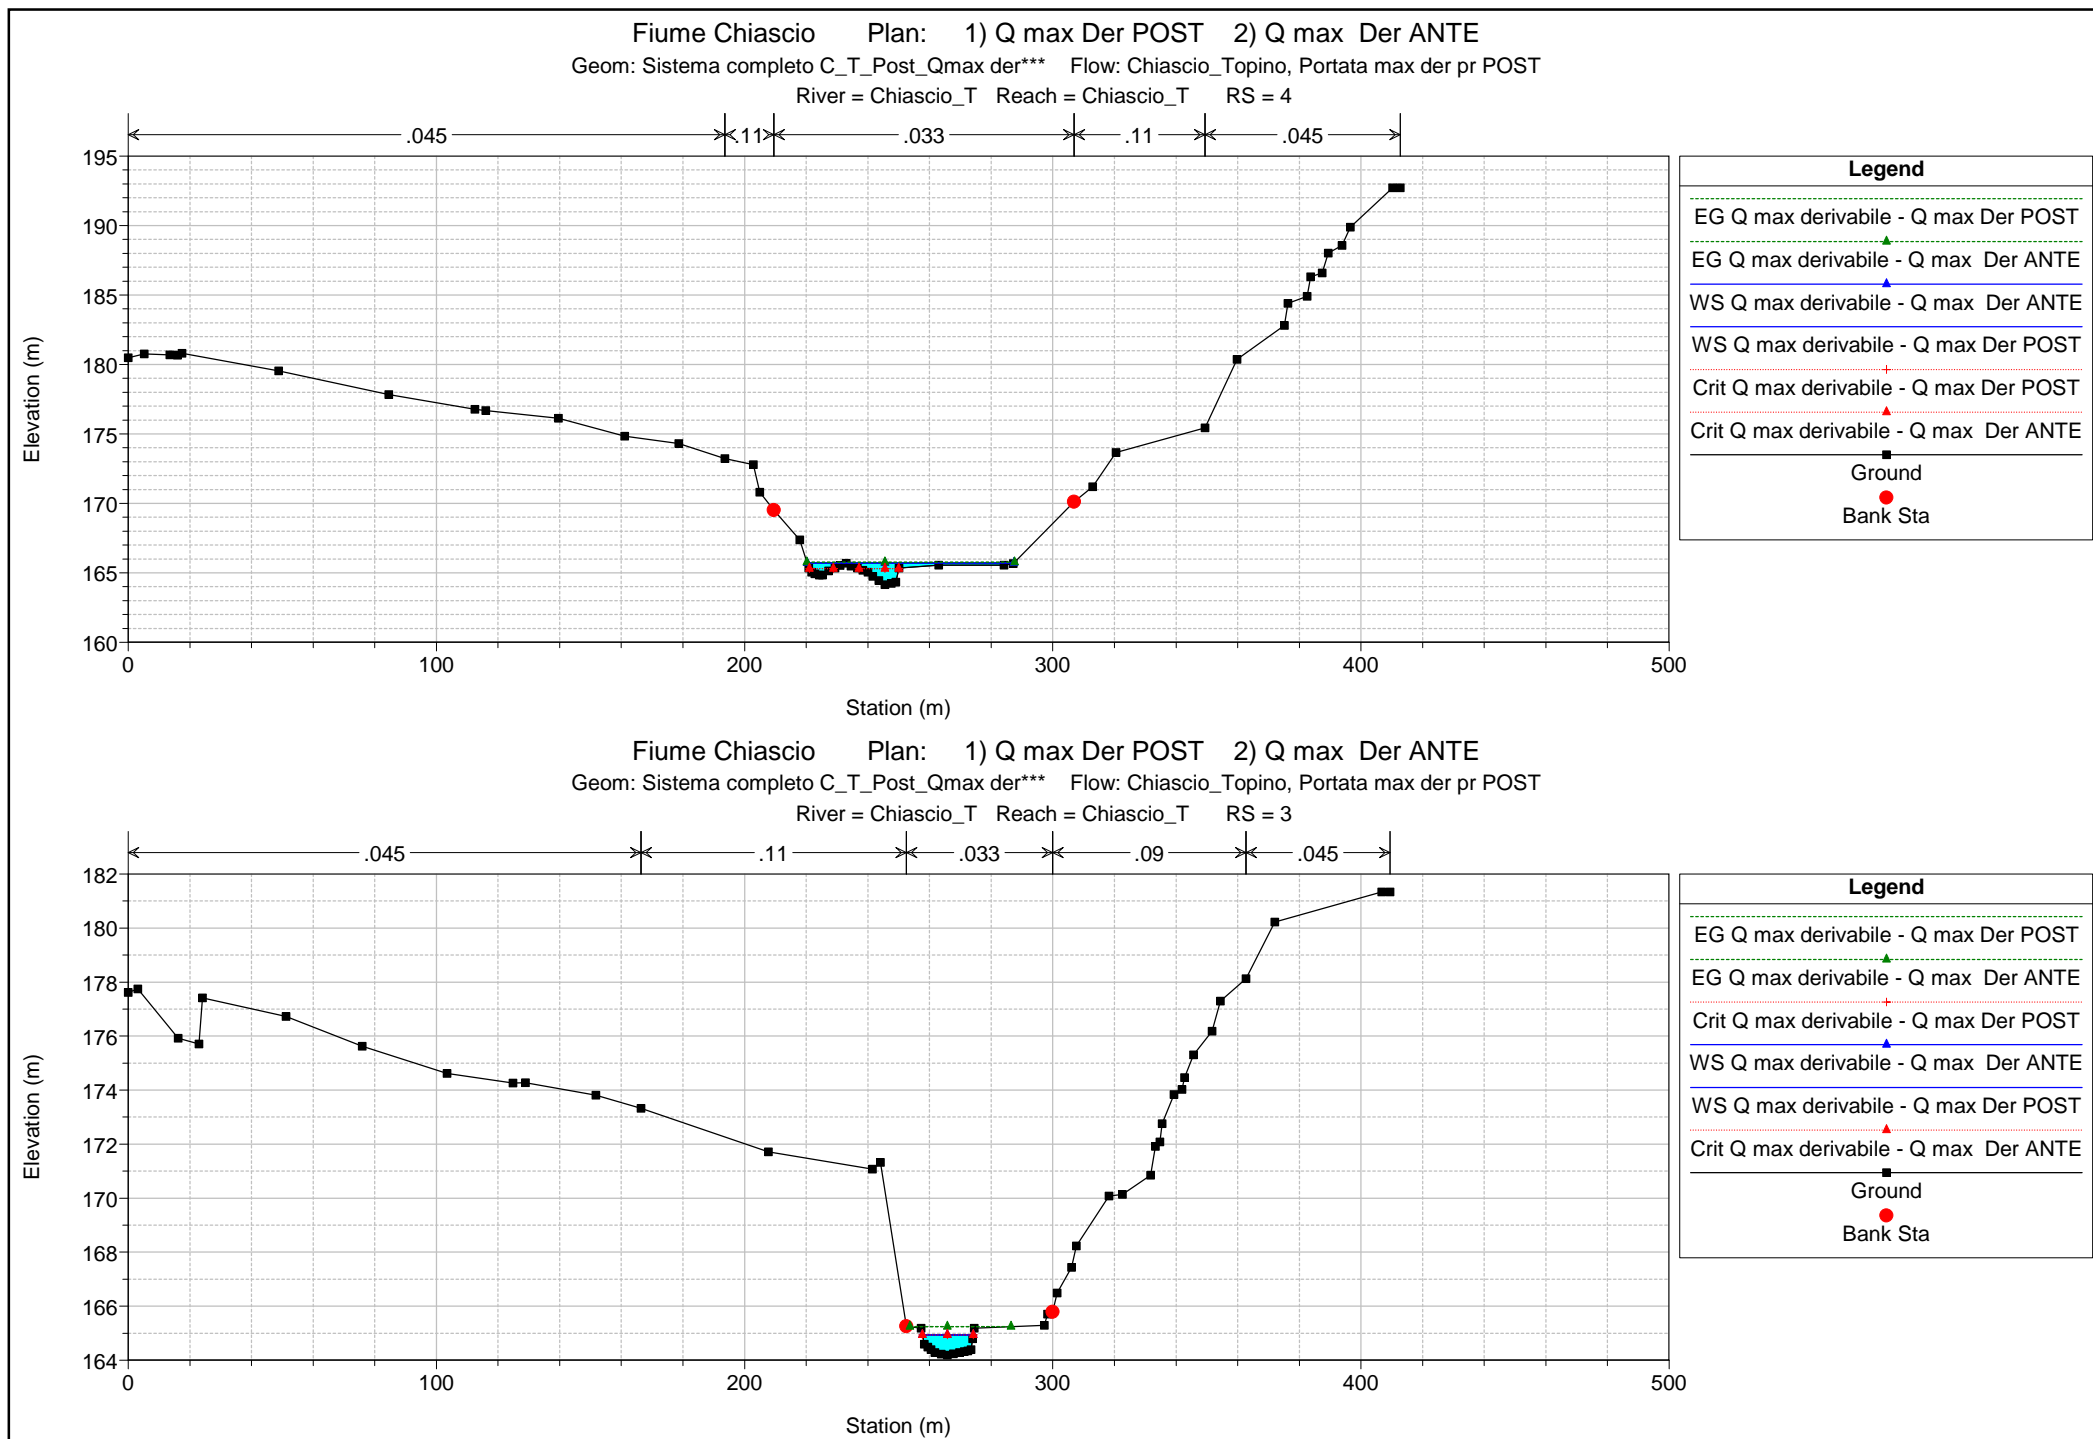 Fiume Chiascio Plan: 1) Q max Der POST 2) Q max Der ANTE
Geom: Sistema completo C_T_Post_Qmax der*** Flow: Chiascio_Topino, Portata max der pr POST
River = Chiascio_T Reach = Chiascio_T RS = 4
.045 .11 .033 .11 .045
195
190
185
180
175
170
165
160
Elevation (m)
0 100 200 300 400 500
Station (m)
Legend
EG Q max derivabile - Q max Der POST
EG Q max derivabile - Q max Der ANTE
WS Q max derivabile - Q max Der ANTE
WS Q max derivabile - Q max Der POST
Crit Q max derivabile - Q max Der POST
Crit Q max derivabile - Q max Der ANTE
Ground
Bank Sta
Fiume Chiascio Plan: 1) Q max Der POST 2) Q max Der ANTE
Geom: Sistema completo C_T_Post_Qmax der*** Flow: Chiascio_Topino, Portata max der pr POST
River = Chiascio_T Reach = Chiascio_T RS = 3
.045 .11 .033 .09 .045
182
180
178
176
174
172
170
168
166
164
Elevation (m)
0 100 200 300 400 500
Station (m)
Legend
EG Q max derivabile - Q max Der POST
EG Q max derivabile - Q max Der ANTE
Crit Q max derivabile - Q max Der POST
WS Q max derivabile - Q max Der ANTE
WS Q max derivabile - Q max Der POST
Crit Q max derivabile - Q max Der ANTE
Ground
Bank Sta